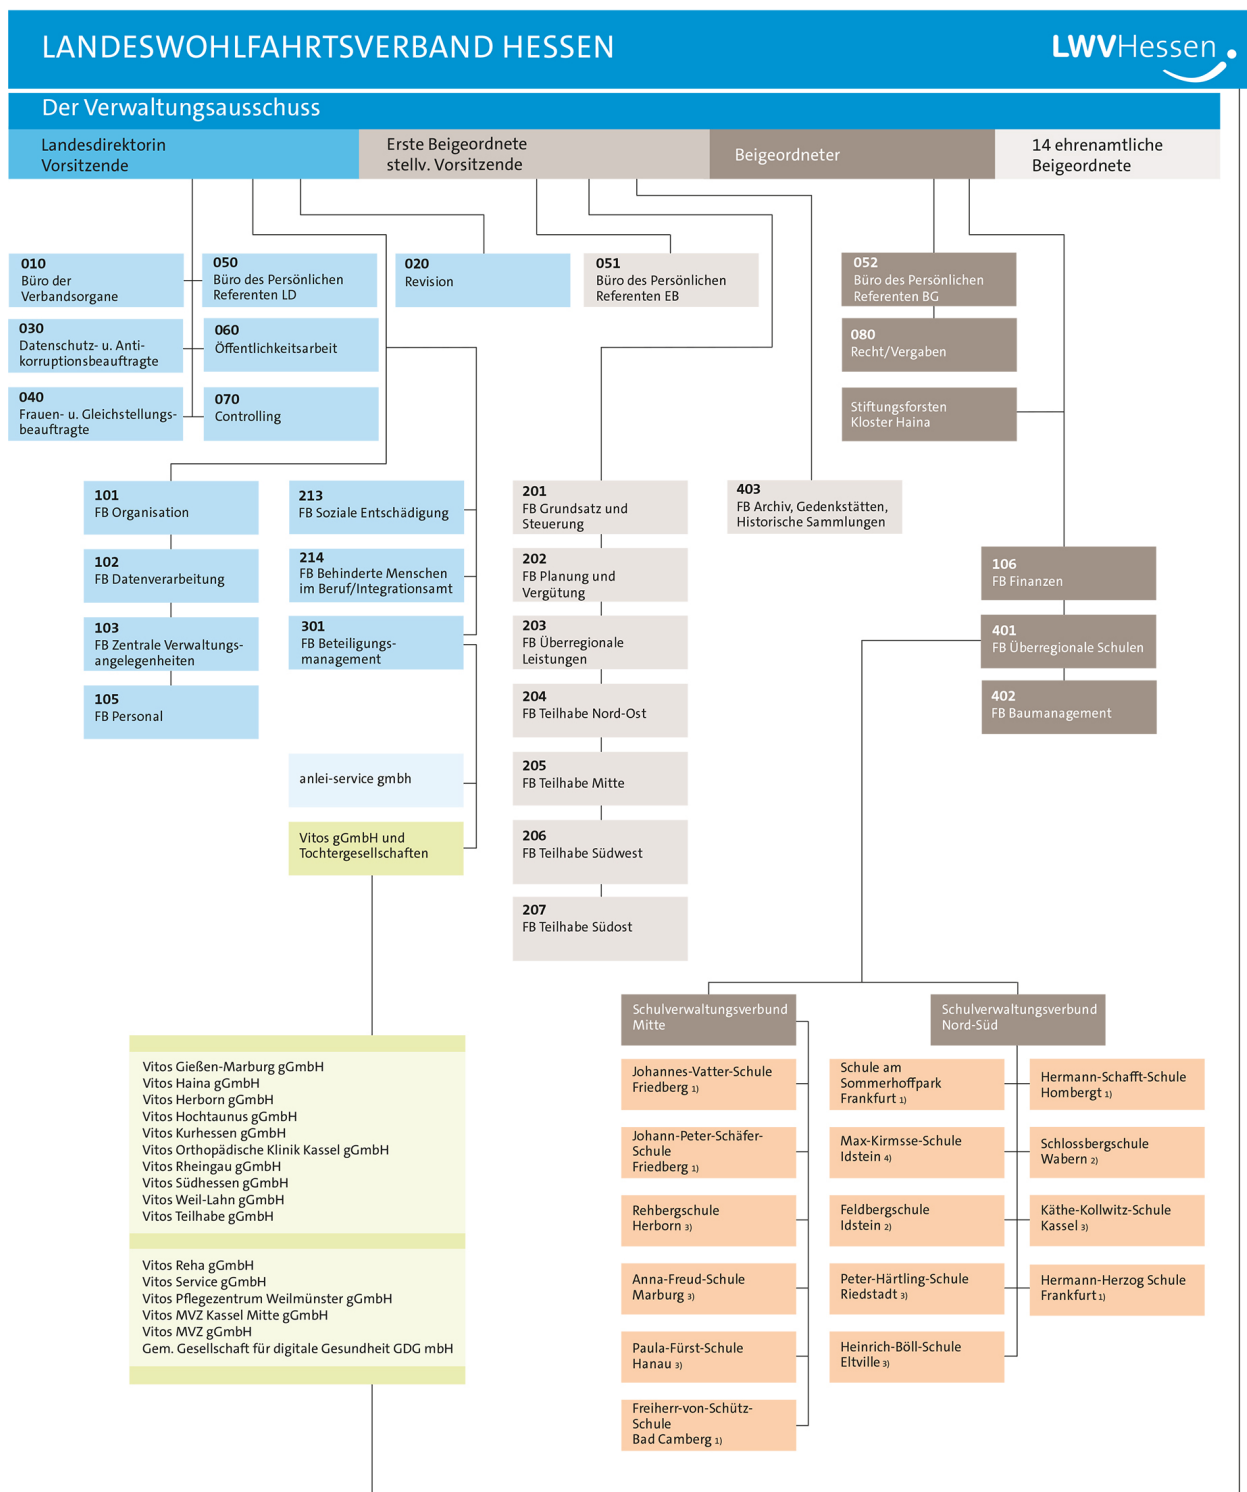 LANDESWOHLFAHRTSVERBAND HESSEN
LWVHessen
Der Verwaltungsausschuss
Landesdirektorin
Vorsitzende
Erste Beigeordnete
stellv. Vorsitzende
Beigeordneter
14 ehrenamtliche
Beigeordnete
010
Büro der
Verbandsorgane
050
Büro des Persönlichen
Referenten LD
020
Revision
051
Büro des Persönlichen
Referenten EB
052
Büro des Persönlichen
Referenten BG
030
Datenschutz- u. Anti-
korruptionsbeauftragte
060
Öffentlichkeitsarbeit
080
Recht/Vergaben
040
Frauen- u. Gleichstellungs-
beauftragte
070
Controlling
Stiftungsforsten
Kloster Haina
101
FB Organisation
213
FB Soziale Entschädigung
201
FB Grundsatz und
Steuerung
403
FB Archiv, Gedenkstätten,
Historische Sammlungen
102
FB Datenverarbeitung
214
FB Behinderte Menschen
im Beruf/Integrationsamt
202
FB Planung und
Vergütung
106
FB Finanzen
103
FB Zentrale Verwaltungs-
angelegenheiten
301
FB Beteiligungs-
management
203
FB Überregionale
Leistungen
401
FB Überregionale Schulen
105
FB Personal
204
FB Teilhabe Nord-Ost
402
FB Baumanagement
anlei-service gmbh
205
FB Teilhabe Mitte
Vitos gGmbH und
Tochtergesellschaften
206
FB Teilhabe Südwest
207
FB Teilhabe Südost
Vitos Gießen-Marburg gGmbH
Vitos Haina gGmbH
Vitos Herborn gGmbH
Vitos Hochtaunus gGmbH
Vitos Kurhessen gGmbH
Vitos Orthopädische Klinik Kassel gGmbH
Vitos Rheingau gGmbH
Vitos Südhessen gGmbH
Vitos Weil-Lahn gGmbH
Vitos Teilhabe gGmbH
Vitos Reha gGmbH
Vitos Service gGmbH
Vitos Pflegezentrum Weilmünster gGmbH
Vitos MVZ Kassel Mitte gGmbH
Vitos MVZ gGmbH
Gem. Gesellschaft für digitale Gesundheit GDG mbH
Schulverwaltungsverbund
Mitte
Johannes-Vatter-Schule
Friedberg 1)
Johann-Peter-Schäfer-
Schule
Friedberg 1)
Rehbergschule
Herborn 3)
Anna-Freud-Schule
Marburg 3)
Paula-Fürst-Schule
Hanau 3)
Freiherr-von-Schütz-
Schule
Bad Camberg 1)
Schulverwaltungsverbund
Nord-Süd
Schule am
Sommerhoffpark
Frankfurt 1)
Hermann-Schafft-Schule
Hombergt 1)
Max-Kirmsse-Schule
Idstein 4)
Schlossbergschule
Wabern 2)
Feldbergschule
Idstein 2)
Käthe-Kollwitz-Schule
Kassel 3)
Peter-Härtling-Schule
Riedstadt 3)
Hermann-Herzog Schule
Frankfurt 1)
Heinrich-Böll-Schule
Eltville 3)